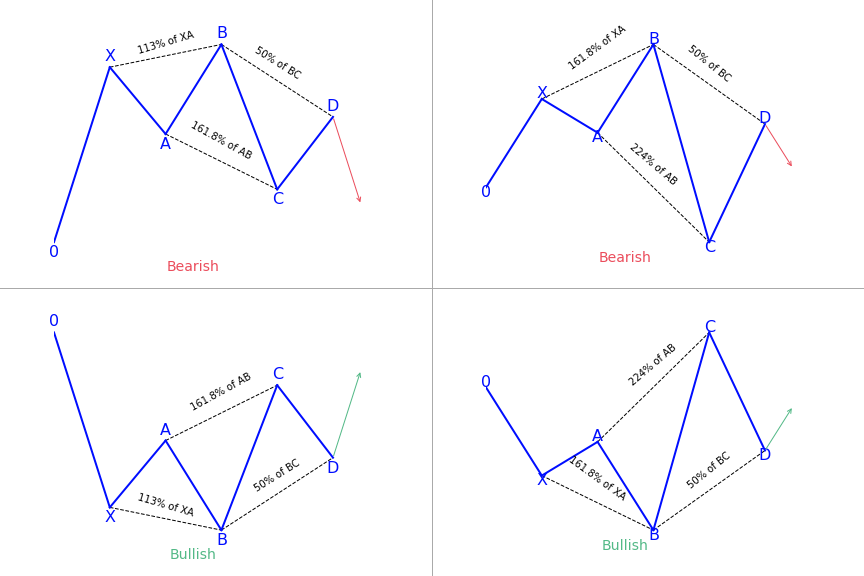 X
113% of XA
B
50% of BC
D
161.8% of AB
A
C
0
Bearish
161.8% of XA
B
50% of BC
X
D
A
224% of AB
0
C
Bearish
0
C
161.8% of AB
A
D
50% of BC
113% of XA
X
B
Bullish
C
224% of AB
0
A
D
50% of BC
161.8% of XA
X
B
Bullish